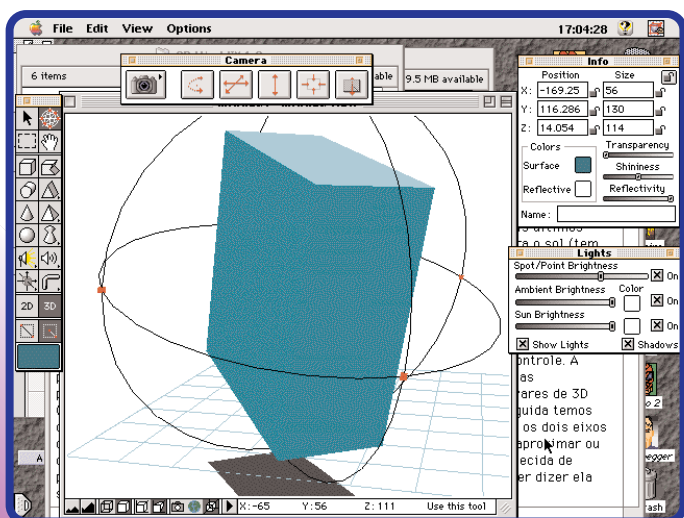 File Edit View Options 17:04:28
6 items
9.5 MB available
Camera
Info
Position Size
X: -169.25 56
Y: 116.286 130
Z: 14.054 114
Colors
Surface
Reflective
Transparency
Shininess
Reflectivity
Name:
Lights
Spot/Point Brightness
On
Ambient Brightness Color
On
Sun Brightness
On
Show Lights Shadows
2D 3D
o sol (tem
ontrole. A
as
ares de 3D
guida temos
os dois eixos
aproximar ou
ecida de
er dizer ela
X:-65 Y:56 Z:111 Use this tool